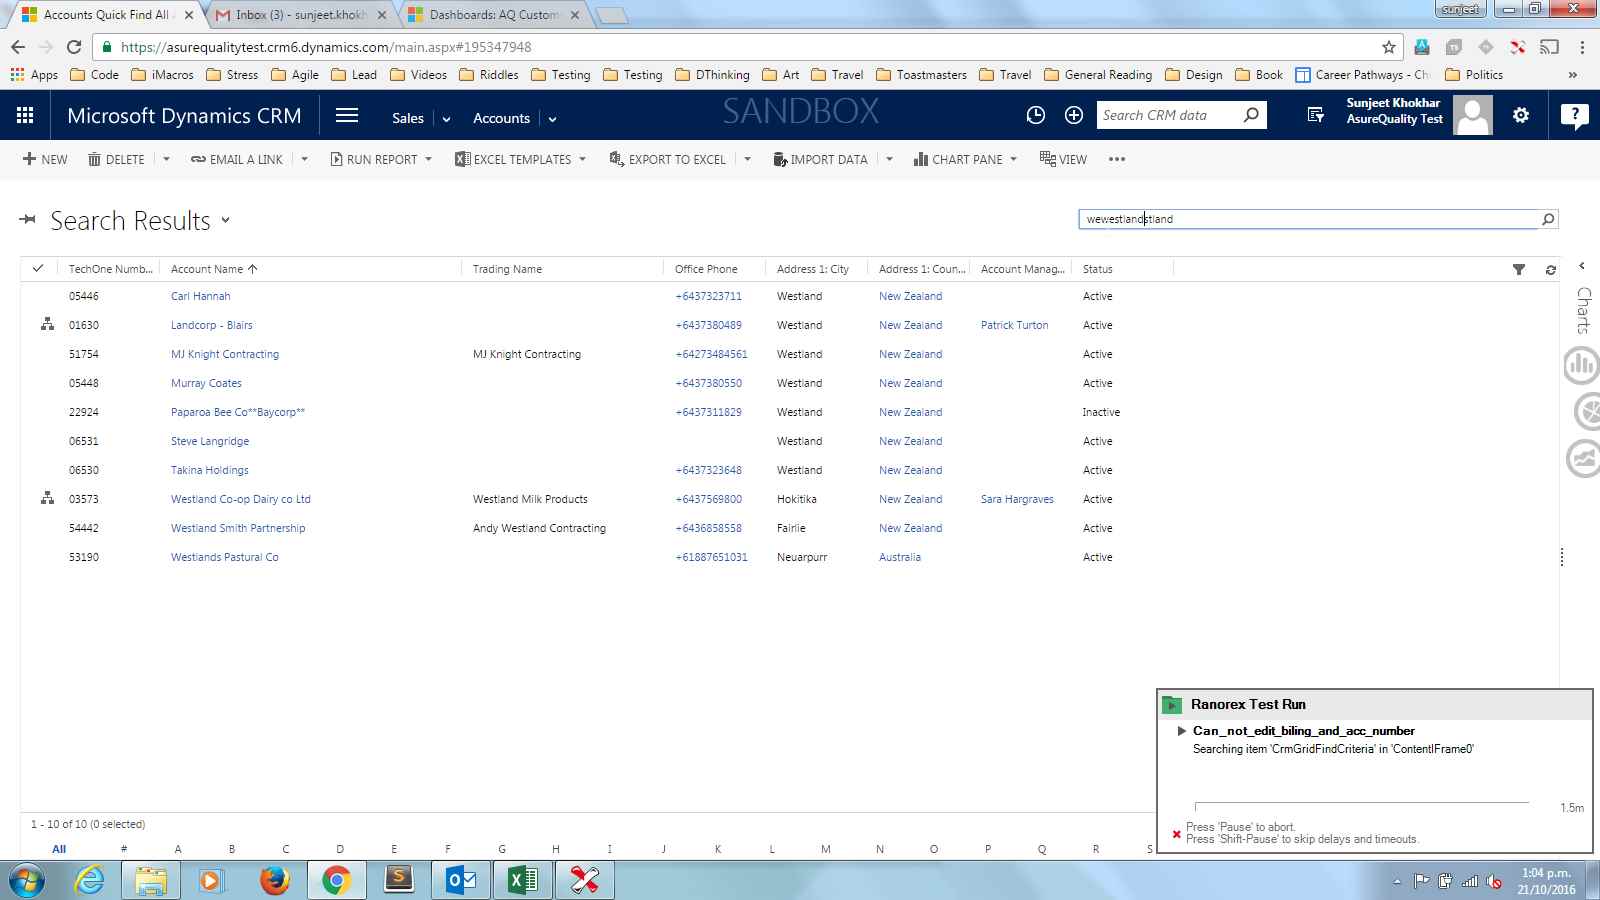 Accounts Quick Find All
Inbox (3) - sunjeet.khokh
Dashboards: AQ Custom
sunjeet
https://asurequalitytest.crm6.dynamics.com/main.aspx#195347948
Apps Code iMacros Stress Agile Lead Videos Riddles Testing Testing DThinking Art Travel Toastmasters Travel General Reading Design Book Career Pathways - Ch Politics »
Microsoft Dynamics CRM Sales Accounts SANDBOX Search CRM data
Sunjeet Khokhar
AsureQuality Test
?
NEW DELETE EMAIL A LINK RUN REPORT EXCEL TEMPLATES EXPORT TO EXCEL IMPORT DATA CHART PANE VIEW •••
Search Results
wewestlandstland
TechOne Numb... Account Name Trading Name Office Phone Address 1: City Address 1: Coun... Account Manag... Status
05446 Carl Hannah +6437323711 Westland New Zealand Active
01630 Landcorp - Blairs +6437380489 Westland New Zealand Patrick Turton Active
51754 MJ Knight Contracting MJ Knight Contracting +64273484561 Westland New Zealand Active
05448 Murray Coates +6437380550 Westland New Zealand Active
22924 Paparoa Bee Co**Baycorp** +6437311829 Westland New Zealand Inactive
06531 Steve Langridge Westland New Zealand Active
06530 Takina Holdings +6437323648 Westland New Zealand Active
03573 Westland Co-op Dairy co Ltd Westland Milk Products +6437569800 Hokitika New Zealand Sara Hargraves Active
54442 Westland Smith Partnership Andy Westland Contracting +6436858558 Fairlie New Zealand Active
53190 Westlands Pastural Co +61887651031 Neuarpurr Australia Active
Charts
Ranorex Test Run
Can_not_edit_biling_and_acc_number
Searching item 'CrmGridFindCriteria' in 'ContentIFrame0'
1.5m
Press 'Pause' to abort.
Press 'Shift-Pause' to skip delays and timeouts.
1 - 10 of 10 (0 selected)
All # A B C D E F G H I J K L M N O P Q R S
1:04 p.m.
21/10/2016